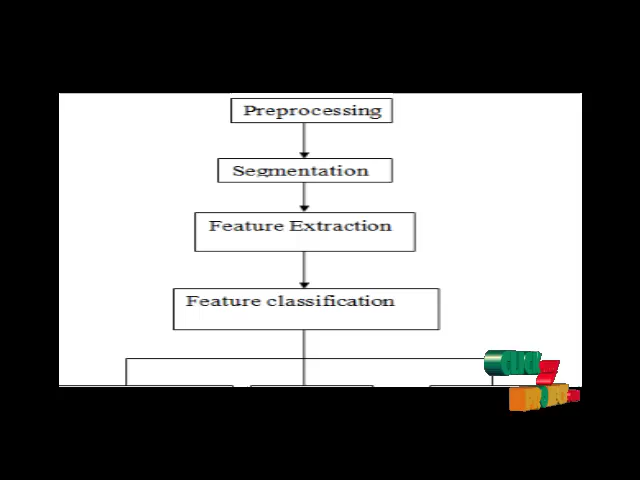 Preprocessing
Segmentation
Feature Extraction
Feature classification